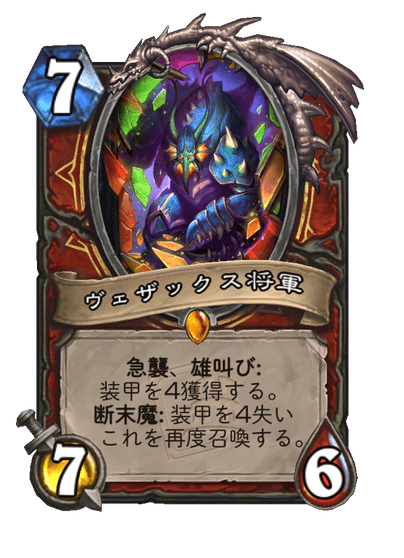 7
ヴェザックス将軍
急襲、雄叫び:
装甲を4獲得する。
断末魔: 装甲を4失い
これを再度召喚する。
7
6